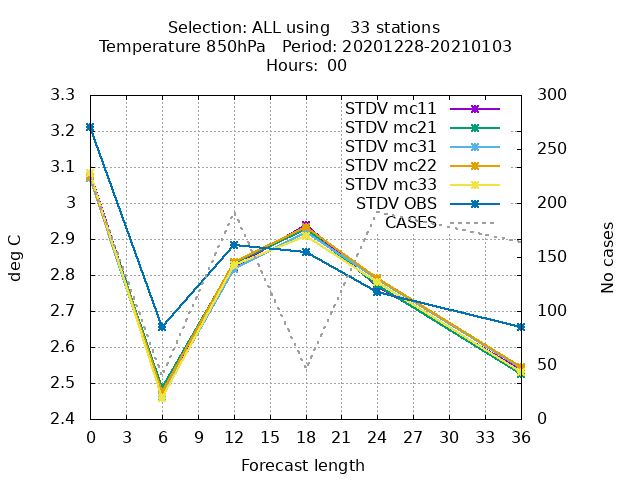 Selection: ALL using    33 stations
Temperature 850hPa   Period: 20201228-20210103
Hours: 00
3.3
3.2
3.1
3
2.9
2.8
2.7
2.6
2.5
2.4
deg C
STDV mc11
STDV mc21
STDV mc31
STDV mc22
STDV mc33
STDV OBS
CASES
300
250
200
150
100
50
0
No cases
0 3 6 9 12 15 18 21 24 27 30 33 36
Forecast length